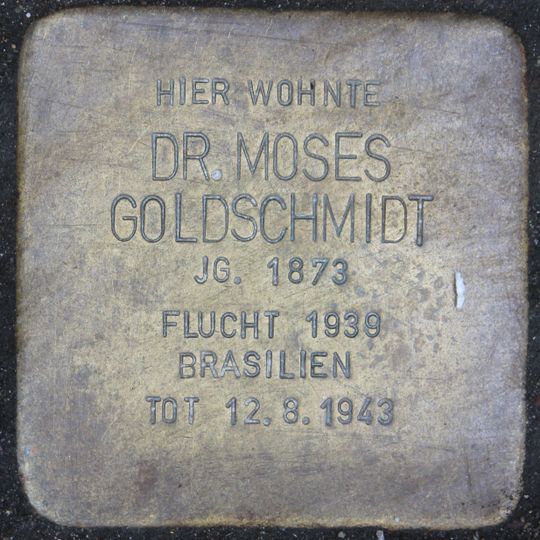 HIER WOHNTE
DR. MOSES
GOLDSCHMIDT
JG. 1873
FLUCHT 1939
BRASILIEN
TOT 12.8.1943